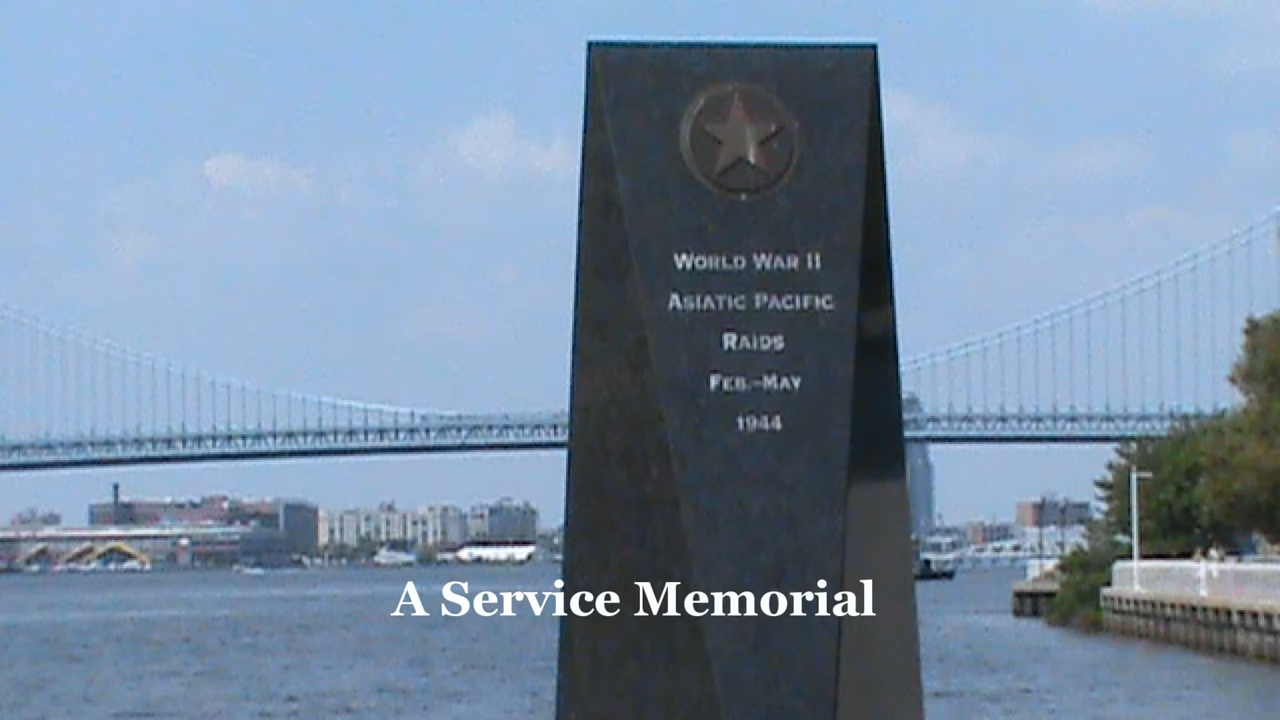 WORLD WAR II
ASIATIC PACIFIC
RAIDS
FEB.-MAY
1944
A Service Memorial